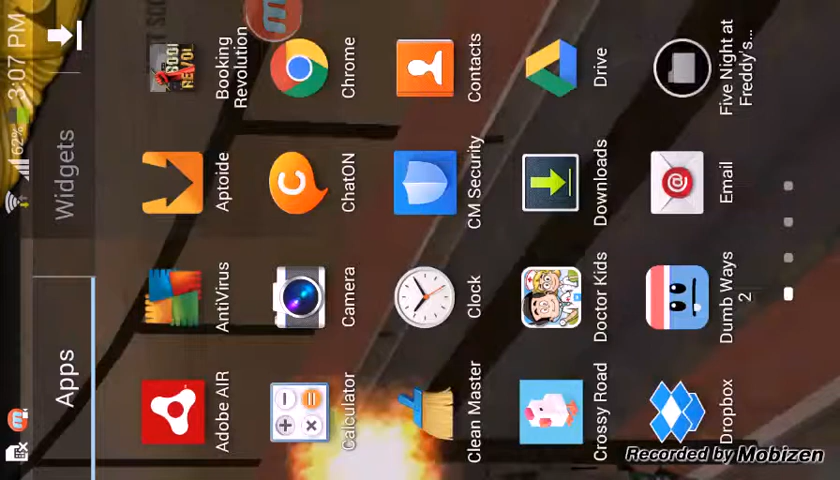 62% 3:07 PM
Apps
Widgets
Adobe AIR
AntiVirus
Aptoide
Booking
Revolution
Calculator
Camera
ChatON
Chrome
Clean Master
Clock
CM Security
Contacts
Crossy Road
Doctor Kids
Downloads
Drive
Dropbox
Dumb Ways
2
Email
Five Night at
Freddy's...
Recorded by Mobizen